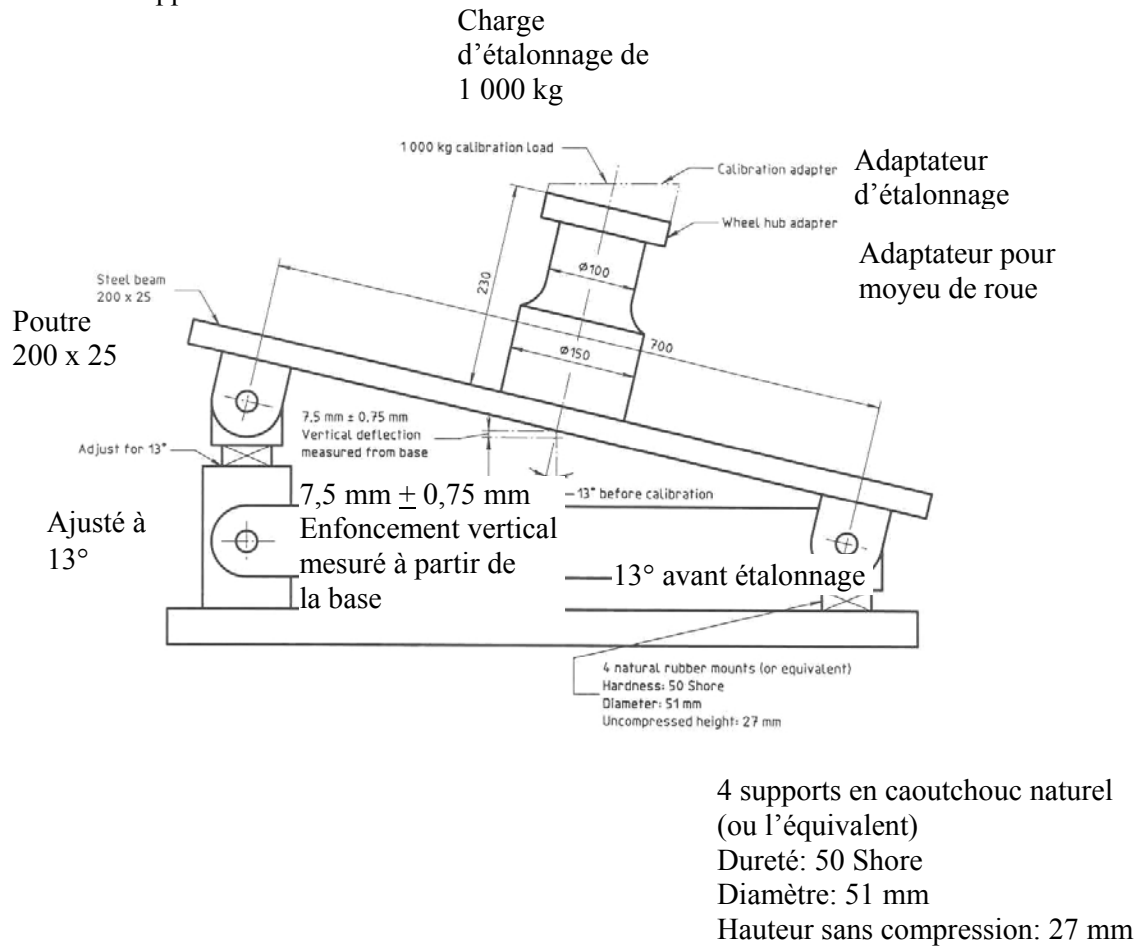 Charge
d'étalonnage de
1 000 kg
1 000 kg calibration load
Calibration adapter
Adaptateur
d'étalonnage
Wheel hub adapter
Adaptateur pour
moyeu de roue
Steel beam
200 x 25
Poutre
200 x 25
230
ø100
700
ø150
7,5 mm ± 0,75 mm
Vertical deflection
measured from base
Adjust for 13°
13° before calibration
7,5 mm ± 0,75 mm
Enfoncement vertical
mesuré à partir de
la base
Ajusté à
13°
13° avant étalonnage
4 natural rubber mounts (or equivalent)
Hardness: 50 Shore
Diameter: 51 mm
Uncompressed height: 27 mm
4 supports en caoutchouc naturel
(ou l'équivalent)
Dureté: 50 Shore
Diamètre: 51 mm
Hauteur sans compression: 27 mm